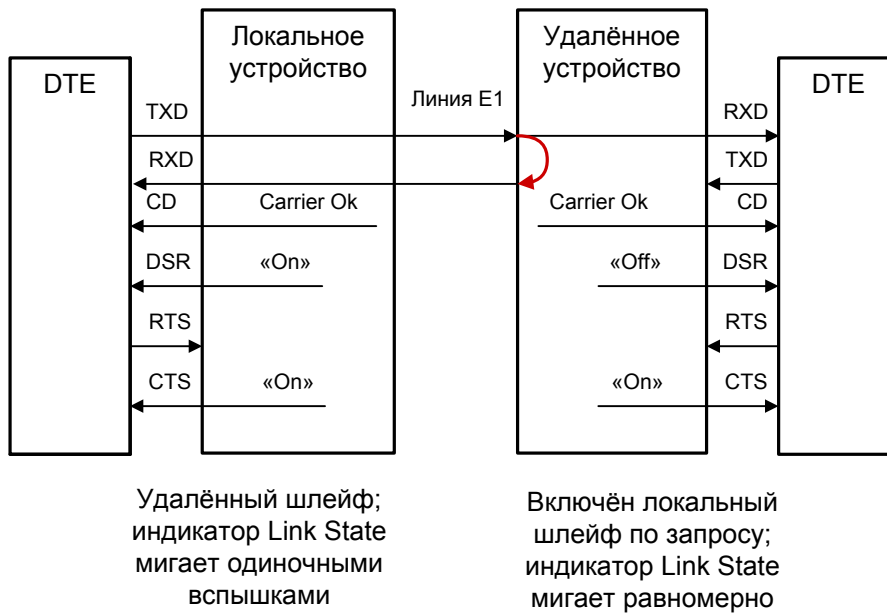 Локальное
устройство
Удалённое
устройство
DTE
DTE
Линия E1
TXD
RXD
RXD
TXD
CD
Carrier Ok
Carrier Ok
CD
DSR
«On»
«Off»
DSR
RTS
RTS
CTS
«On»
«On»
CTS
Удалённый шлейф;
индикатор Link State
мигает одиночными
вспышками
Включён локальный
шлейф по запросу;
индикатор Link State
мигает равномерно